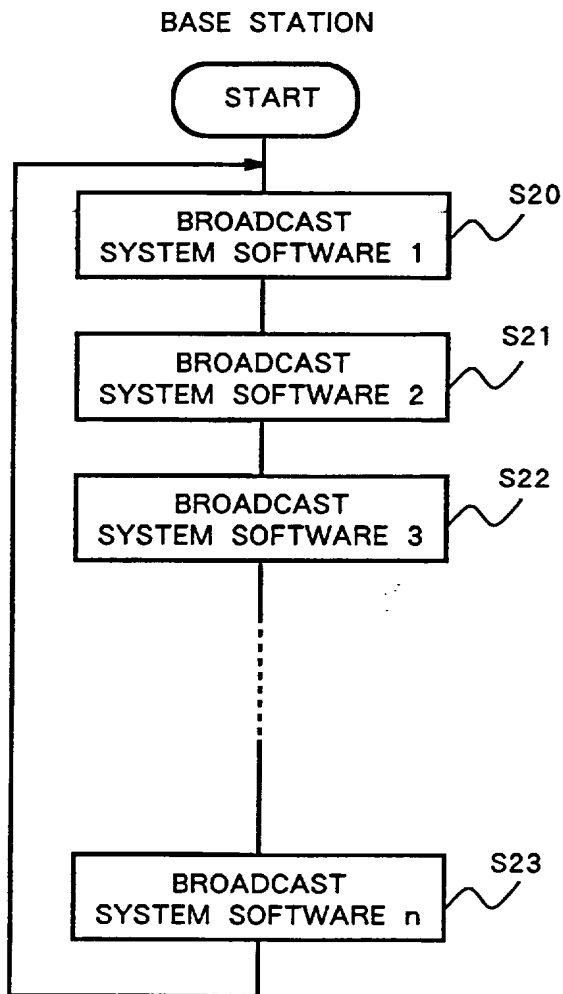 BASE STATION
START
S20
BROADCAST
SYSTEM SOFTWARE 1
S21
BROADCAST
SYSTEM SOFTWARE 2
S22
BROADCAST
SYSTEM SOFTWARE 3
S23
BROADCAST
SYSTEM SOFTWARE n